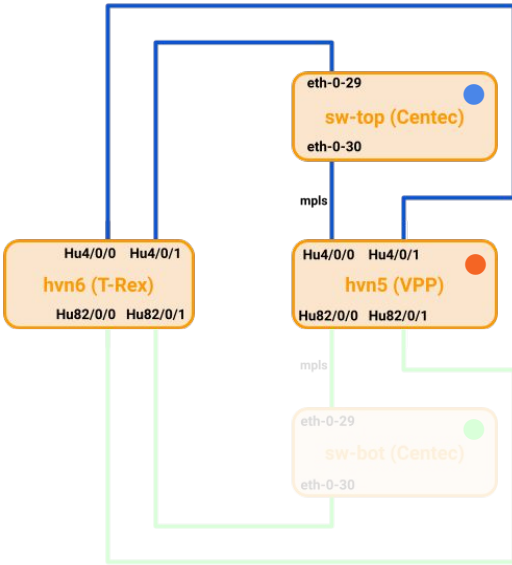 eth-0-29
sw-top (Centec)
eth-0-30
mpls
Hu4/0/0 Hu4/0/1
hvn6 (T-Rex)
Hu82/0/0 Hu82/0/1
Hu4/0/0 Hu4/0/1
hvn5 (VPP)
Hu82/0/0 Hu82/0/1
mpls
eth-0-29
sw-bot (Centec)
eth-0-30